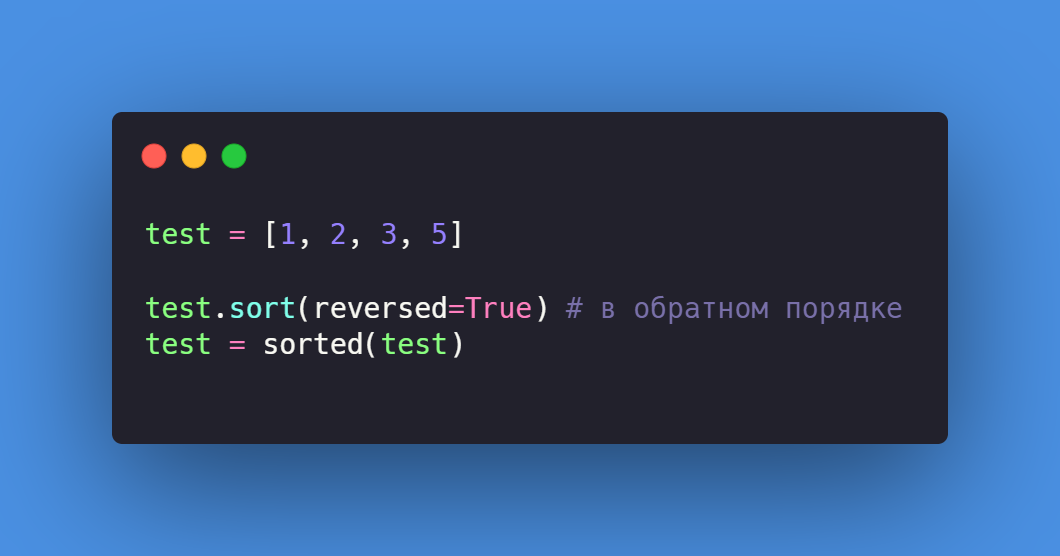 test = [1, 2, 3, 5]
test.sort(reversed=True) # в обратном порядке
test = sorted(test)